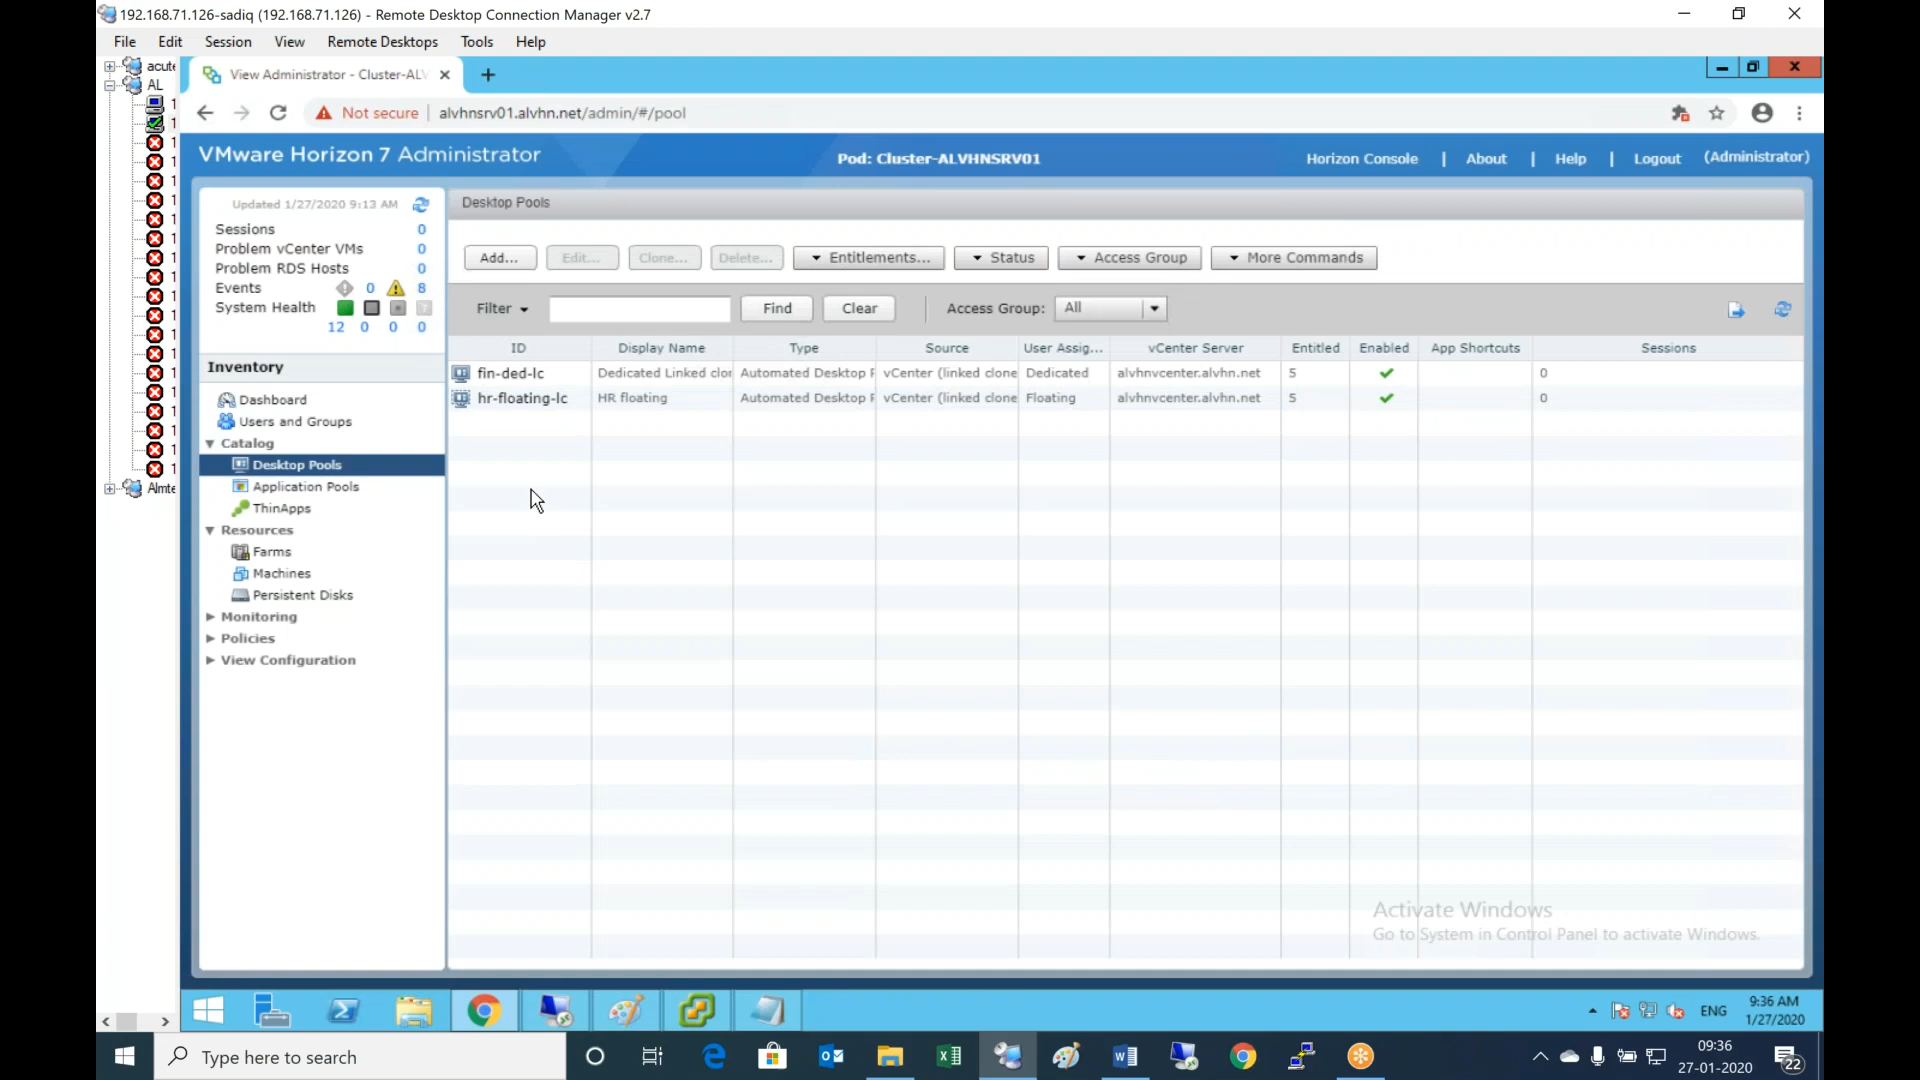 192.168.71.126-sadiq (192.168.71.126) - Remote Desktop Connection Manager v2.7
File Edit Session View Remote Desktops Tools Help
acute
AL
Almte
View Administrator - Cluster-ALV
Not secure alvhnsrv01.alvhn.net/admin/#/pool
VMware Horizon 7 Administrator
Pod: Cluster-ALVHNSRV01
Horizon Console | About | Help | Logout (Administrator)
Updated 1/27/2020 9:13 AM
Sessions 0
Problem vCenter VMs 0
Problem RDS Hosts 0
Events 0 8
System Health
12 0 0 0
Inventory
Dashboard
Users and Groups
Catalog
Desktop Pools
Application Pools
ThinApps
Resources
Farms
Machines
Persistent Disks
Monitoring
Policies
View Configuration
Desktop Pools
Add... Edit... Clone... Delete... Entitlements... Status Access Group More Commands
Filter Find Clear Access Group: All
ID Display Name Type Source User Assig... vCenter Server Entitled Enabled App Shortcuts Sessions
fin-ded-lc Dedicated Linked clon Automated Desktop P vCenter (linked clone Dedicated alvhnvcenter.alvhn.net 5 0
hr-floating-lc HR floating Automated Desktop P vCenter (linked clone Floating alvhnvcenter.alvhn.net 5 0
Activate Windows
Go to System in Control Panel to activate Windows.
ENG
9:36 AM
1/27/2020
Type here to search
09:36
27-01-2020
22